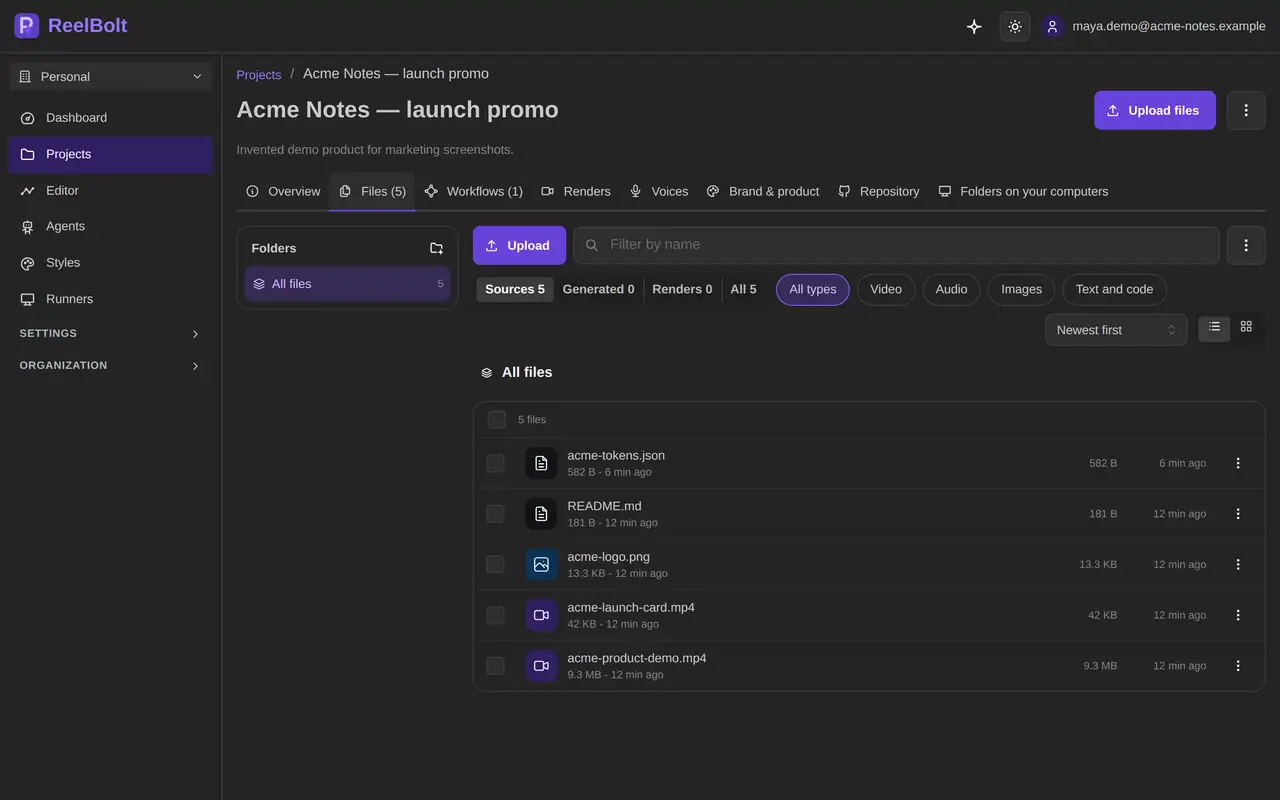 ReelBolt
maya.demo@acme-notes.example
Personal
Dashboard
Projects
Editor
Agents
Styles
Runners
SETTINGS
ORGANIZATION
Projects / Acme Notes — launch promo
Acme Notes — launch promo
Upload files
Invented demo product for marketing screenshots.
Overview Files (5) Workflows (1) Renders Voices Brand & product Repository Folders on your computers
Folders
All files 5
Upload Filter by name
Sources 5 Generated 0 Renders 0 All 5 All types Video Audio Images Text and code
Newest first
All files
5 files
acme-tokens.json
582 B - 6 min ago
582 B 6 min ago
README.md
181 B - 12 min ago
181 B 12 min ago
acme-logo.png
13.3 KB - 12 min ago
13.3 KB 12 min ago
acme-launch-card.mp4
42 KB - 12 min ago
42 KB 12 min ago
acme-product-demo.mp4
9.3 MB - 12 min ago
9.3 MB 12 min ago